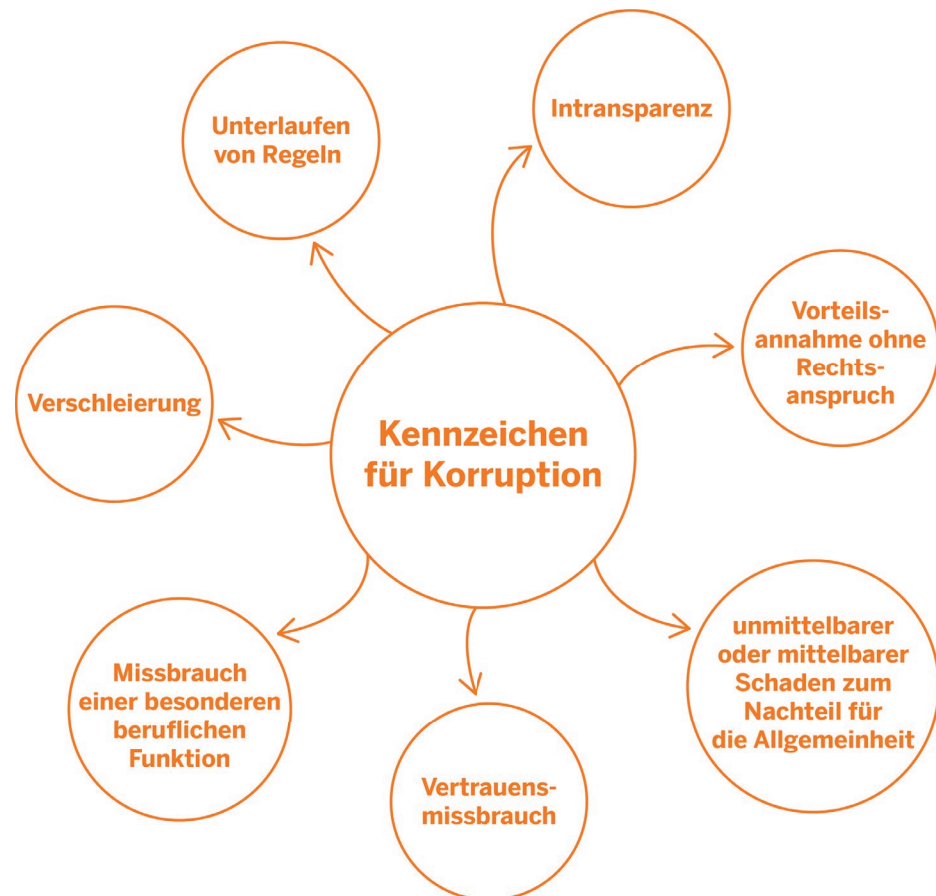 Kennzeichen
für Korruption
Intransparenz
Vorteils-
annahme ohne
Rechts-
anspruch
unmittelbarer
oder mittelbarer
Schaden zum
Nachteil für
die Allgemeinheit
Vertrauens-
missbrauch
Missbrauch
einer besonderen
beruflichen
Funktion
Verschleierung
Unterlaufen
von Regeln